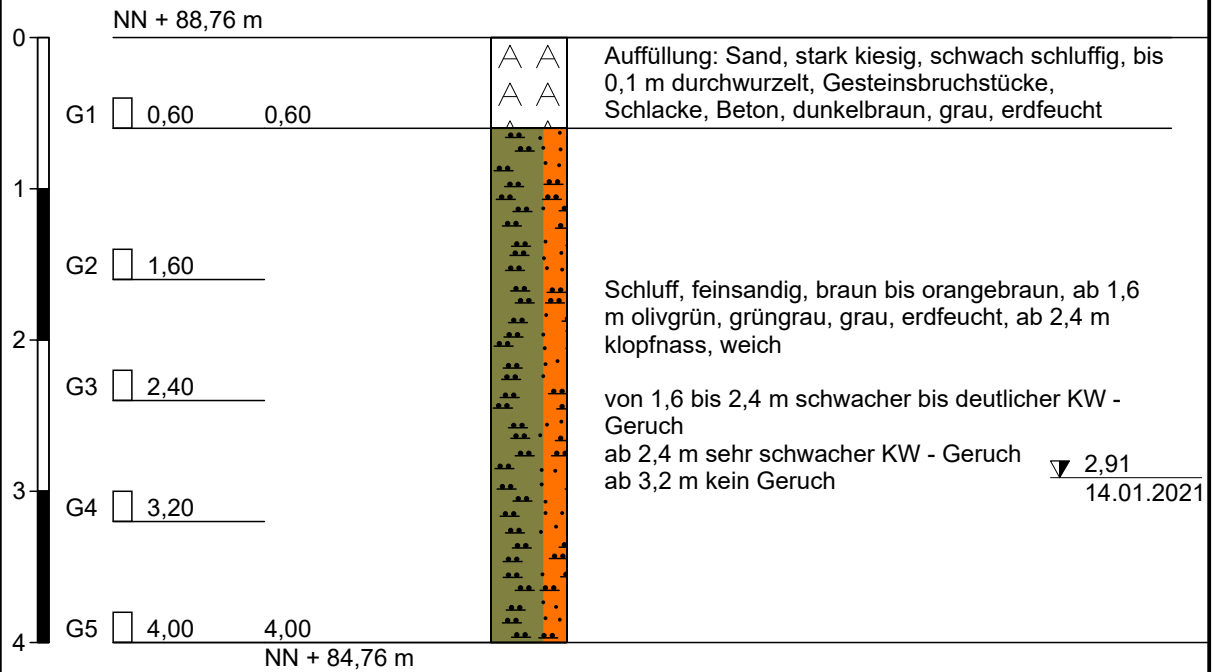 NN + 88,76 m
0
Auffüllung: Sand, stark kiesig, schwach schluffig, bis
0,1 m durchwurzelt, Gesteinsbruchstücke,
Schlacke, Beton, dunkelbraun, grau, erdfeucht
G1 0,60 0,60
1
G2 1,60
Schluff, feinsandig, braun bis orangebraun, ab 1,6
m olivgrün, grüngrau, grau, erdfeucht, ab 2,4 m
klopfnass, weich
2
G3 2,40
von 1,6 bis 2,4 m schwacher bis deutlicher KW -
Geruch
ab 2,4 m sehr schwacher KW - Geruch
ab 3,2 m kein Geruch
2,91
14.01.2021
3
G4 3,20
G5 4,00 4,00
4
NN + 84,76 m